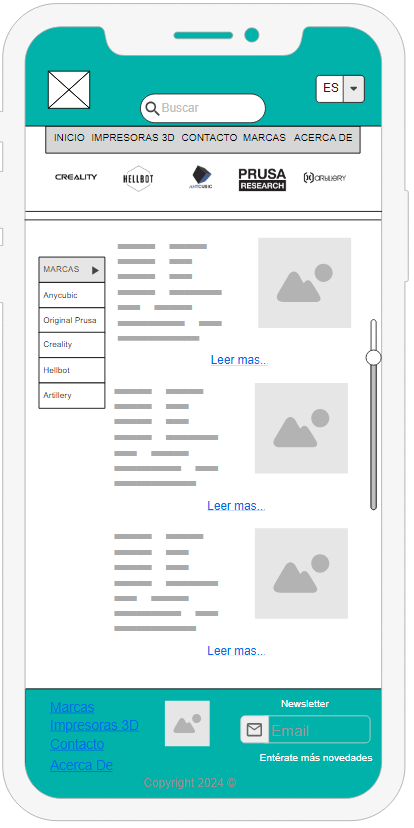 ES
Buscar
INICIO IMPRESORAS 3D CONTACTO MARCAS ACERCA DE
CREALITY HELLBOT ANYCUBIC PRUSA RESEARCH ARTILLERY
MARCAS
Anycubic
Original Prusa
Creality
Hellbot
Artillery
Leer mas...
Leer mas...
Leer mas...
Marcas
Impresoras 3D
Contacto
Acerca De
Newsletter
Email
Entérate más novedades
Copyright 2024 ©